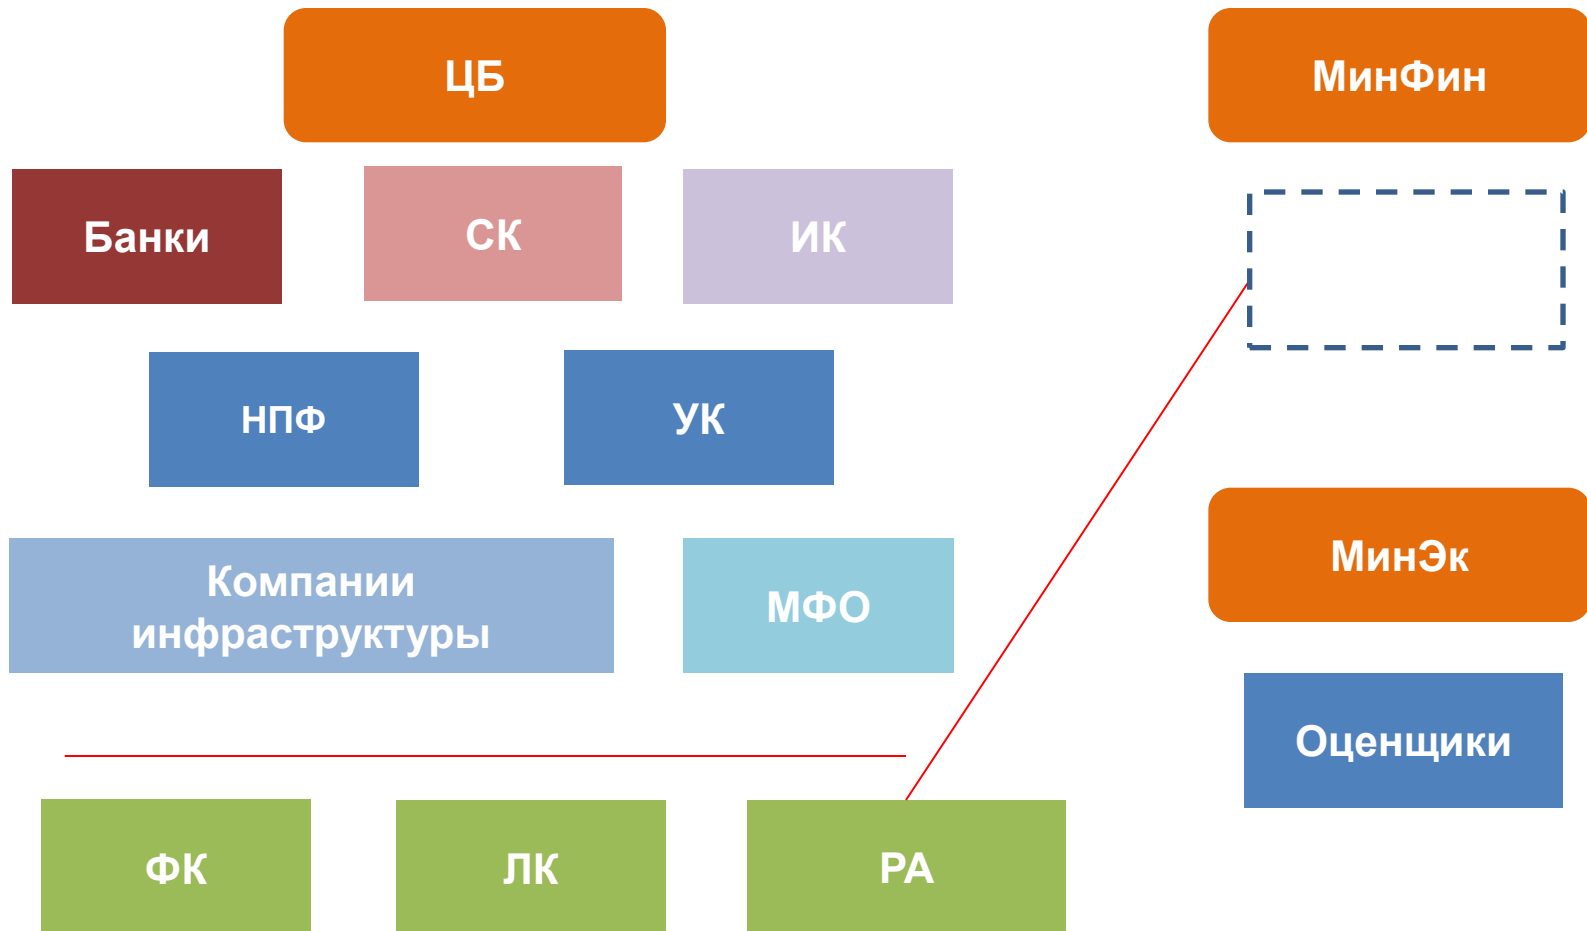 ЦБ
МинФин
Банки
СК
ИК
НПФ
УК
МинЭк
Компании
инфраструктуры
МФО
Оценщики
ФК
ЛК
РА